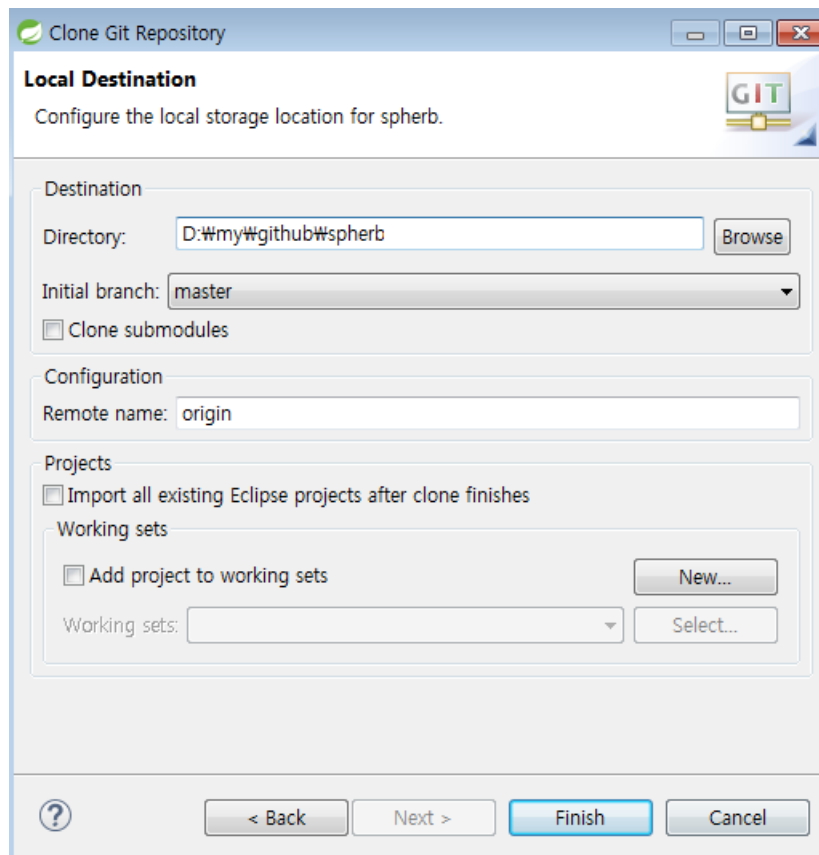 Clone Git Repository
Local Destination
Configure the local storage location for spherb.
GIT
Destination
Directory: D:₩my₩github₩spherb Browse
Initial branch: master
Clone submodules
Configuration
Remote name: origin
Projects
Import all existing Eclipse projects after clone finishes
Working sets
Add project to working sets New...
Working sets: Select...
? < Back Next > Finish Cancel